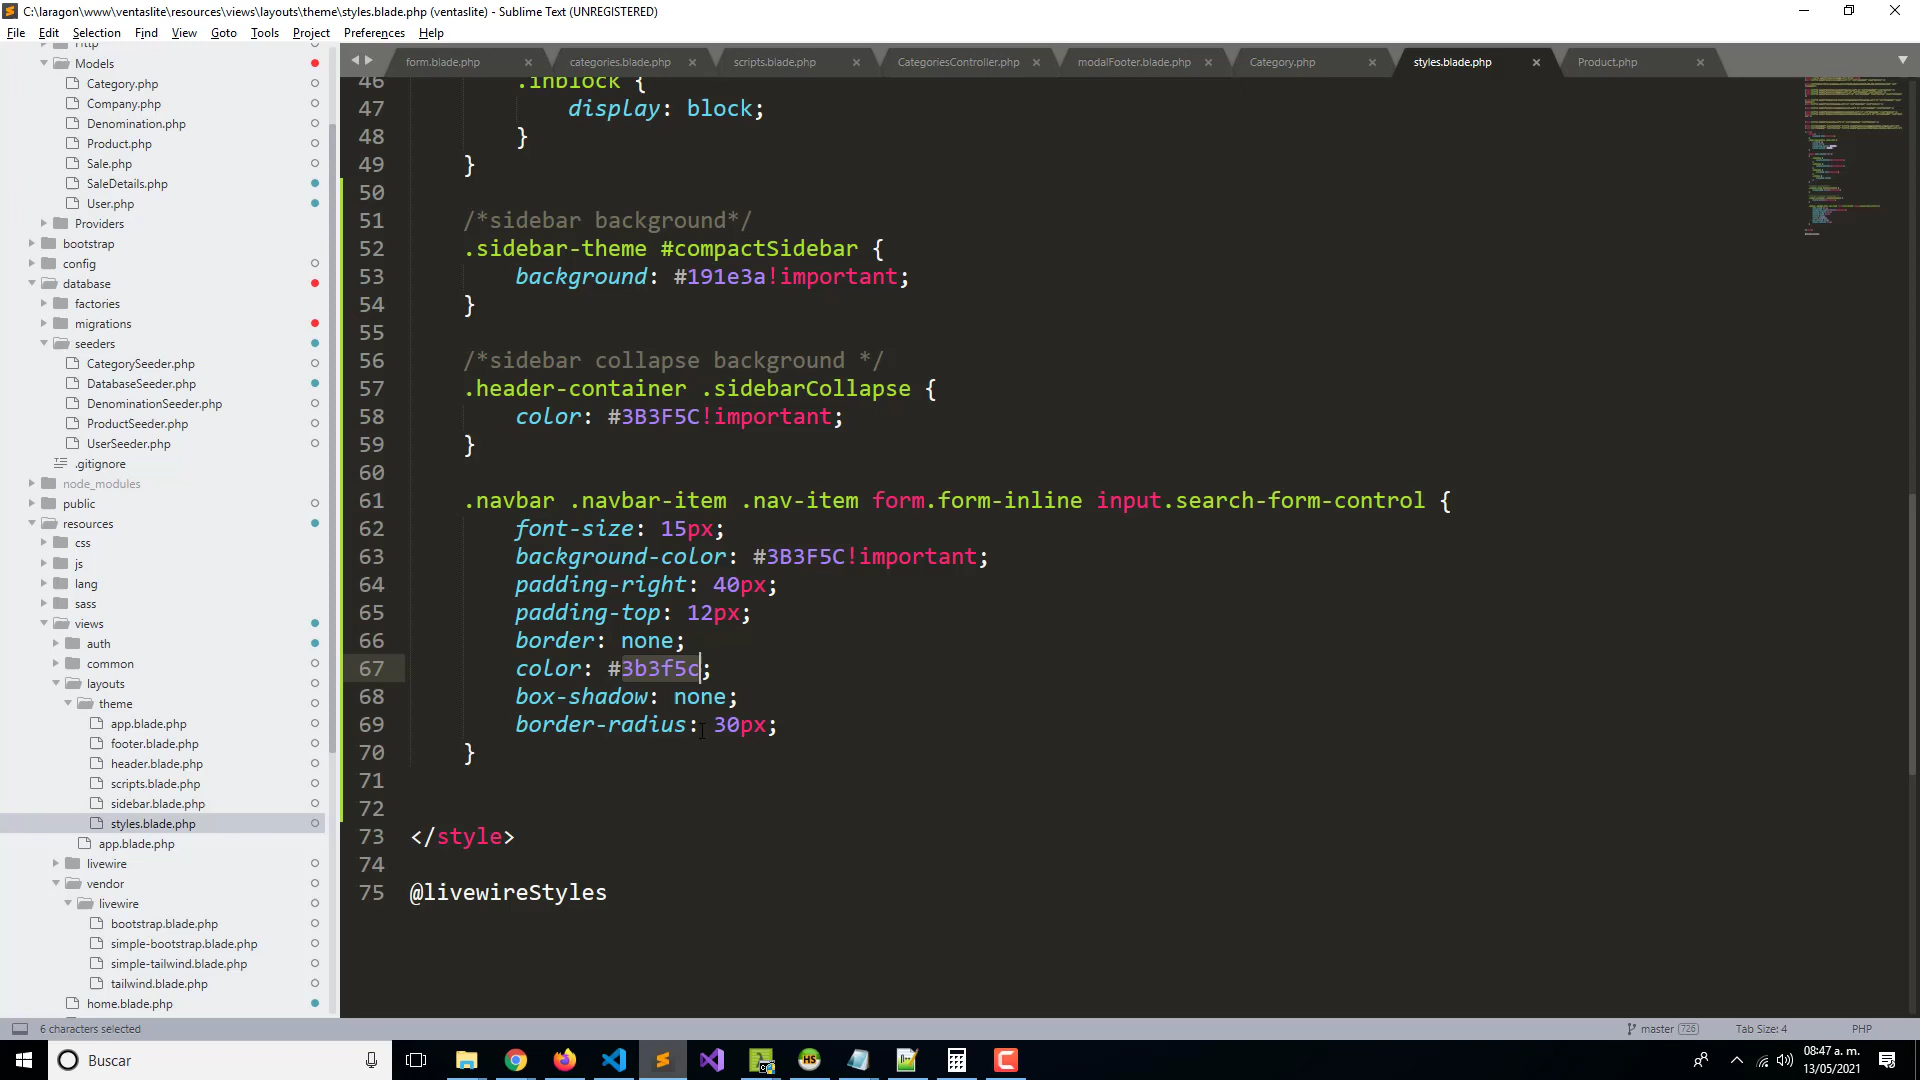 C:\laragon\www\ventaslite\resources\views\layouts\theme\styles.blade.php (ventaslite) - Sublime Text (UNREGISTERED)
File Edit Selection Find View Goto Tools Project Preferences Help
form.blade.php × categories.blade.php × scripts.blade.php × CategoriesController.php × modalFooter.blade.php × Category.php × styles.blade.php × Product.php ×
Http
Models
Category.php
Company.php
Denomination.php
Product.php
Sale.php
SaleDetails.php
User.php
Providers
bootstrap
config
database
factories
migrations
seeders
CategorySeeder.php
DatabaseSeeder.php
DenominationSeeder.php
ProductSeeder.php
UserSeeder.php
.gitignore
node_modules
public
resources
css
js
lang
sass
views
auth
common
layouts
theme
app.blade.php
footer.blade.php
header.blade.php
scripts.blade.php
sidebar.blade.php
styles.blade.php
app.blade.php
livewire
vendor
livewire
bootstrap.blade.php
simple-bootstrap.blade.php
simple-tailwind.blade.php
tailwind.blade.php
home.blade.php
46 .inblock {
47 display: block;
48 }
49 }
50
51 /*sidebar background*/
52 .sidebar-theme #compactSidebar {
53 background: #191e3a!important;
54 }
55
56 /*sidebar collapse background */
57 .header-container .sidebarCollapse {
58 color: #3B3F5C!important;
59 }
60
61 .navbar .navbar-item .nav-item form.form-inline input.search-form-control {
62 font-size: 15px;
63 background-color: #3B3F5C!important;
64 padding-right: 40px;
65 padding-top: 12px;
66 border: none;
67 color: #3b3f5c;
68 box-shadow: none;
69 border-radius: 30px;
70 }
71
72
73 </style>
74
75 @livewireStyles
6 characters selected
master 726 Tab Size: 4 PHP
Buscar
HS
08:47 a. m.
13/05/2021